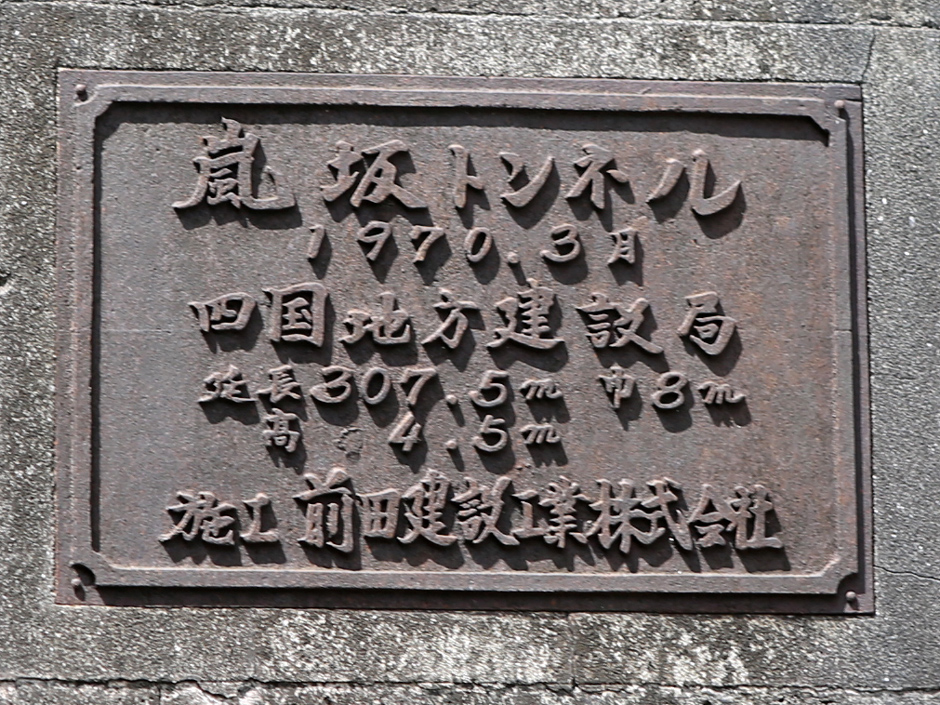 嵐坂トンネル
1970.3月
四国地方建設局
延長307.5m 巾8m
高 4.5m
施工前田建設工業株式会社